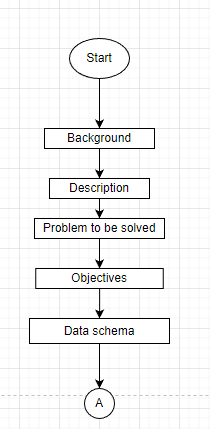 Start
Background
Description
Problem to be solved
Objectives
Data schema
A